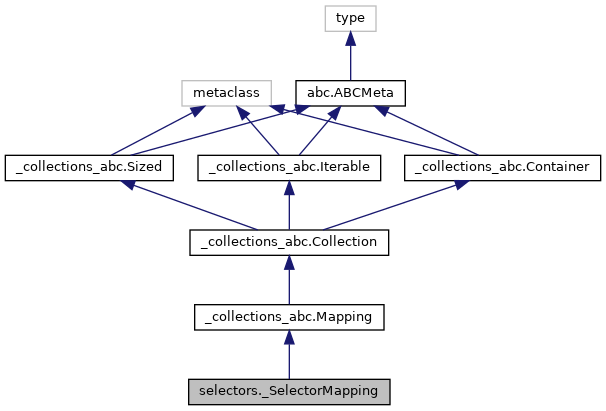 type
metaclass
abc.ABCMeta
_collections_abc.Sized
_collections_abc.Iterable
_collections_abc.Container
_collections_abc.Collection
_collections_abc.Mapping
selectors._SelectorMapping